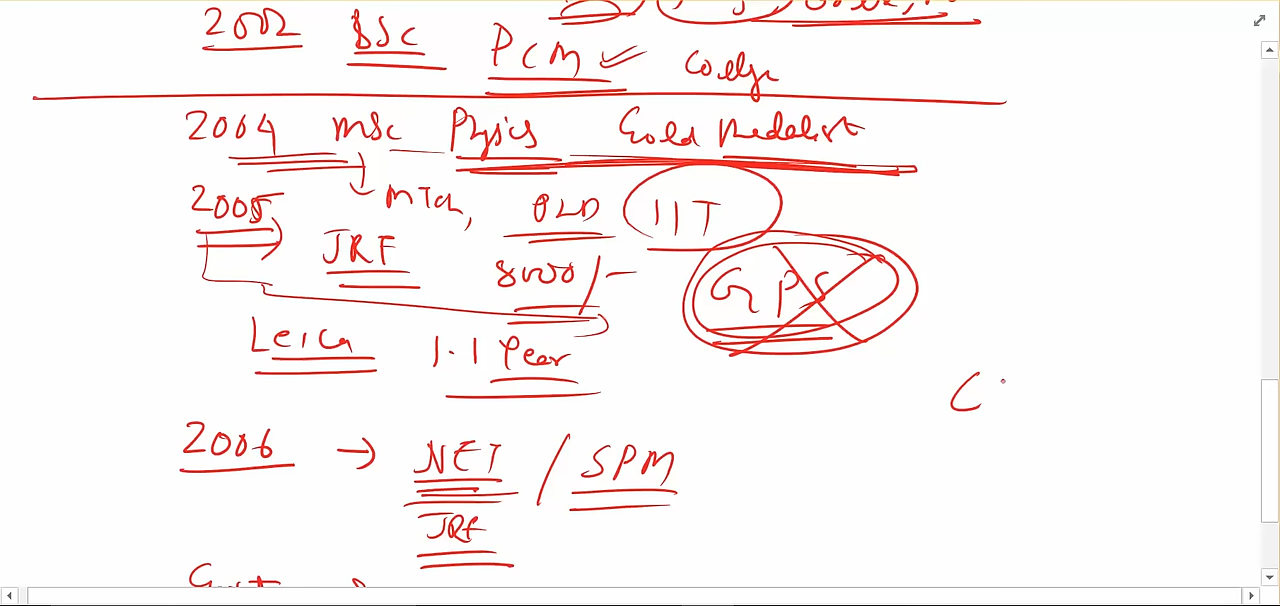 2002 BSc PCM College
2004 MSc Physics Gold Medalist
MTch, PhD IIT
2005
JRF 8000/- GPS
Leica 1.1 Year
2006 → NET / SPM
JRF